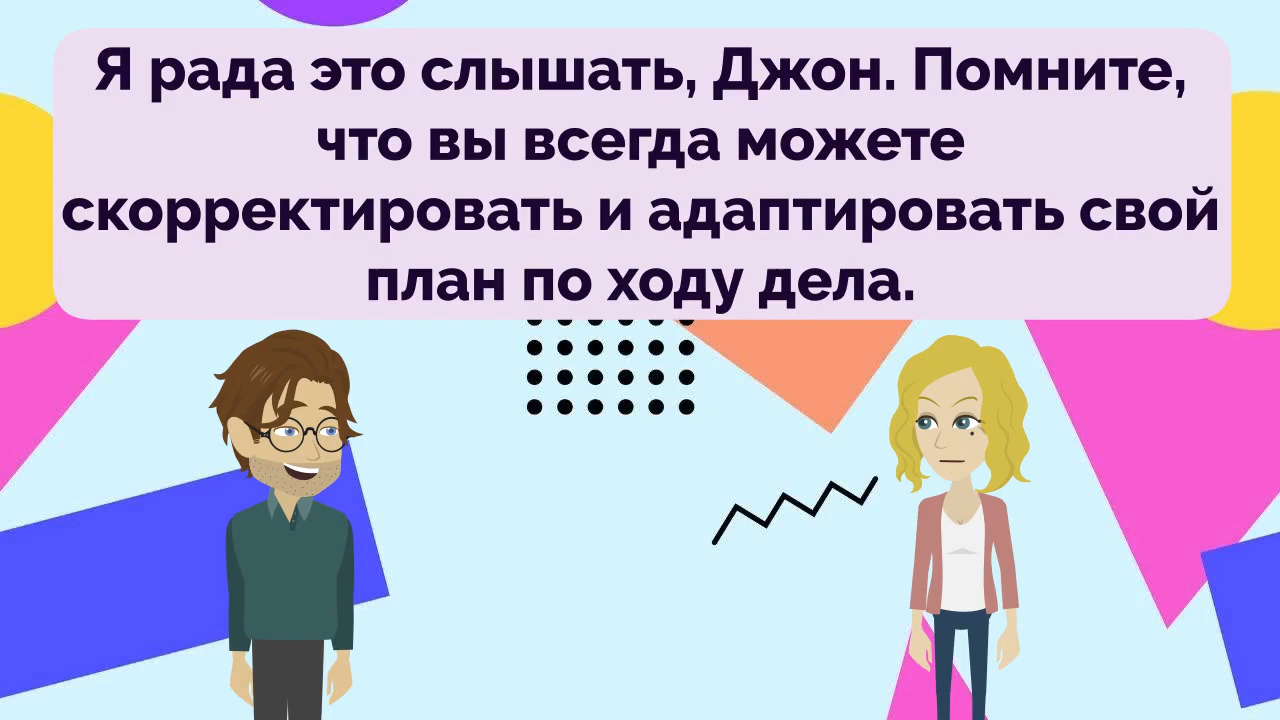 Я рада это слышать, Джон. Помните,
что вы всегда можете
скорректировать и адаптировать свой
план по ходу дела.